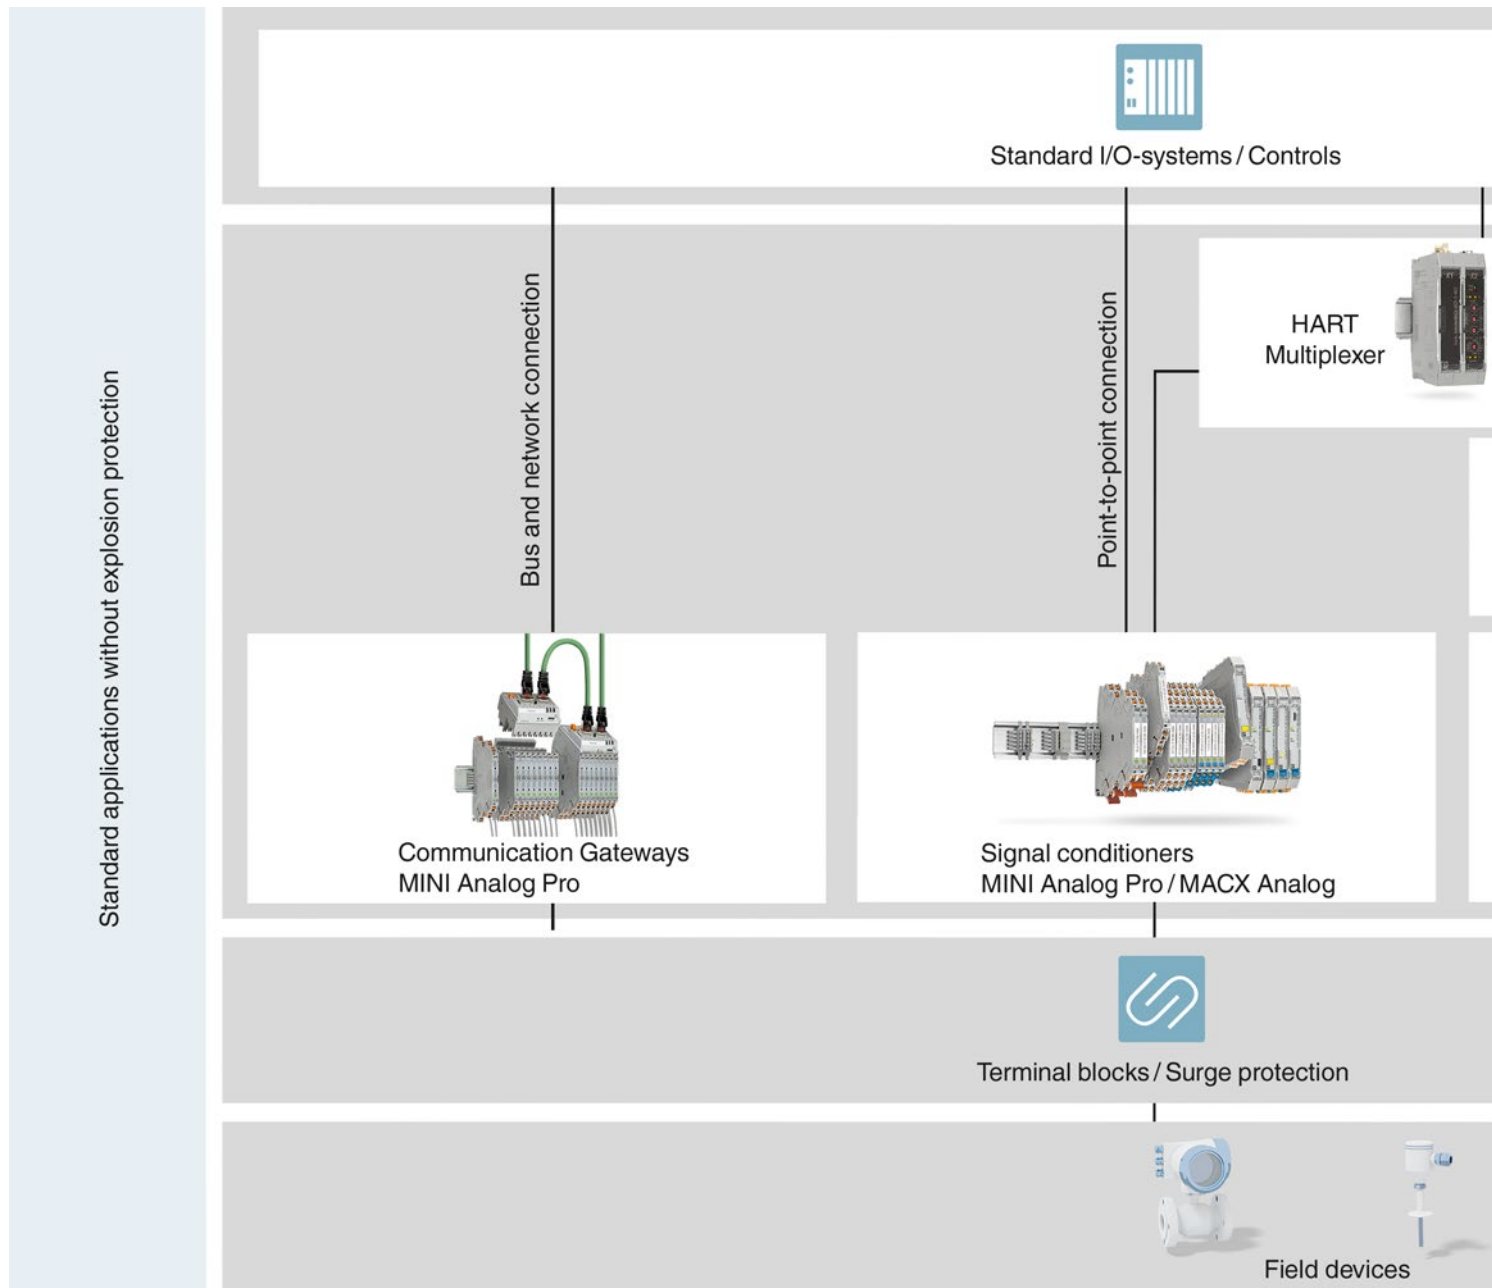 Standard I/O-systems / Controls
Standard applications without explosion protection
Bus and network connection
Point-to-point connection
HART
Multiplexer
Communication Gateways
MINI Analog Pro
Signal conditioners
MINI Analog Pro / MACX Analog
Terminal blocks / Surge protection
Field devices